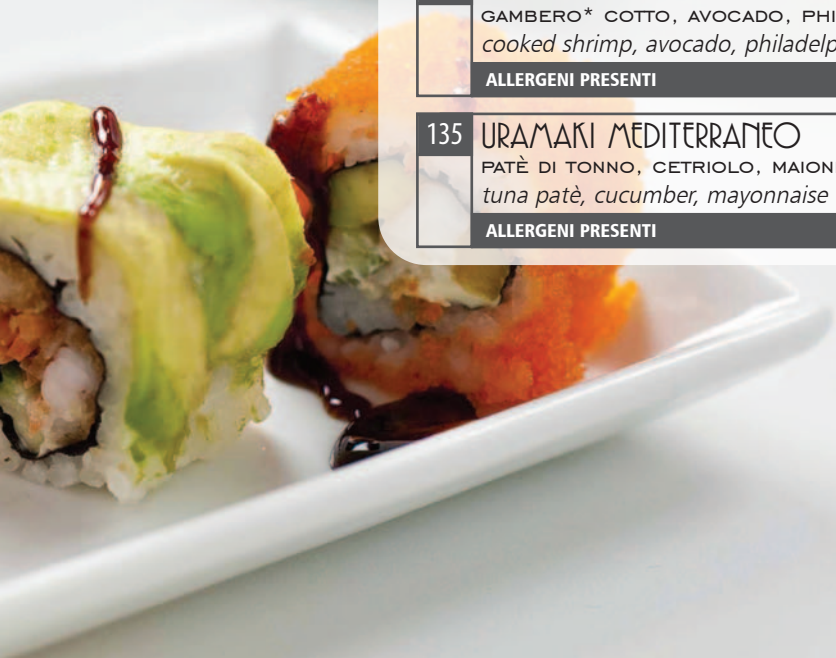 GAMBERO* COTTO, AVOCADO, PHI
cooked shrimp, avocado, philadelp
ALLERGENI PRESENTI
135 URAMAKI MEDITERRANEO
PATÈ DI TONNO, CETRIOLO, MAION
tuna patè, cucumber, mayonnaise
ALLERGENI PRESENTI